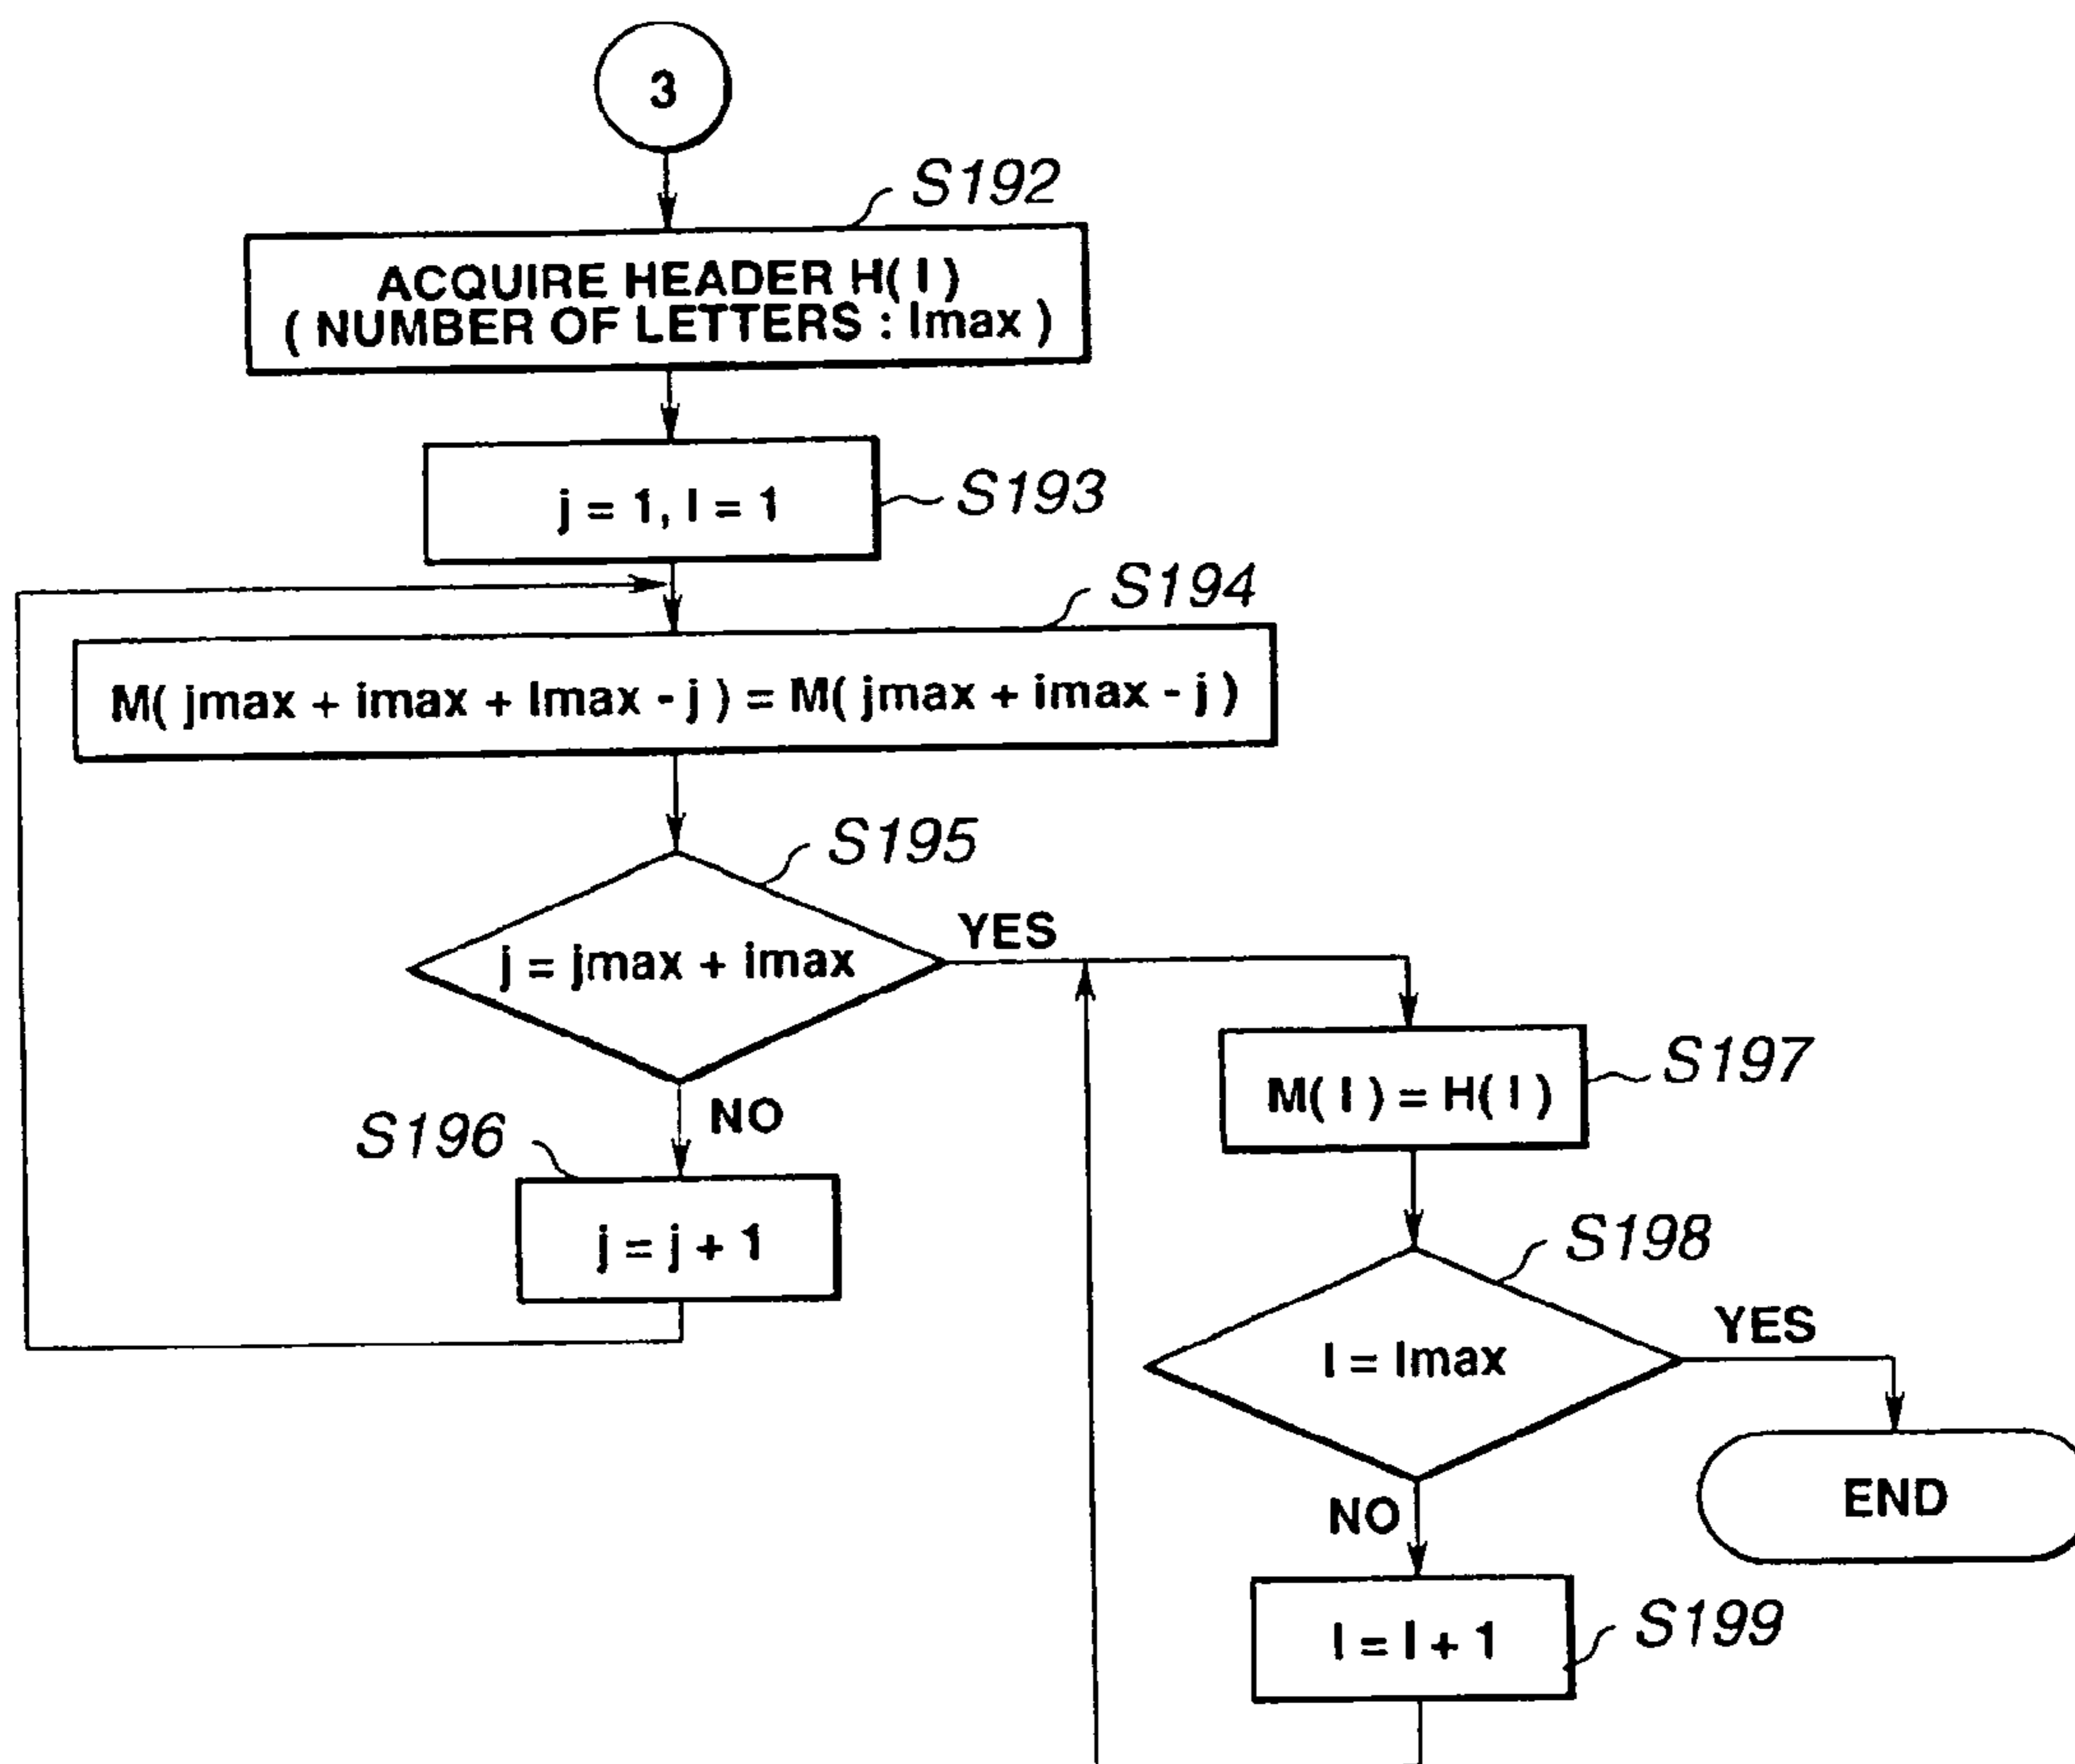 3
S192
ACQUIRE HEADER H( l )
( NUMBER OF LETTERS : lmax )
j = 1, l = 1
S193
S194
M( jmax + imax + lmax - j ) = M( jmax + imax - j )
S195
j = jmax + imax
YES
NO
S196
j = j + 1
M( l ) = H( l )
S197
S198
l = lmax
YES
END
NO
l = l + 1
S199